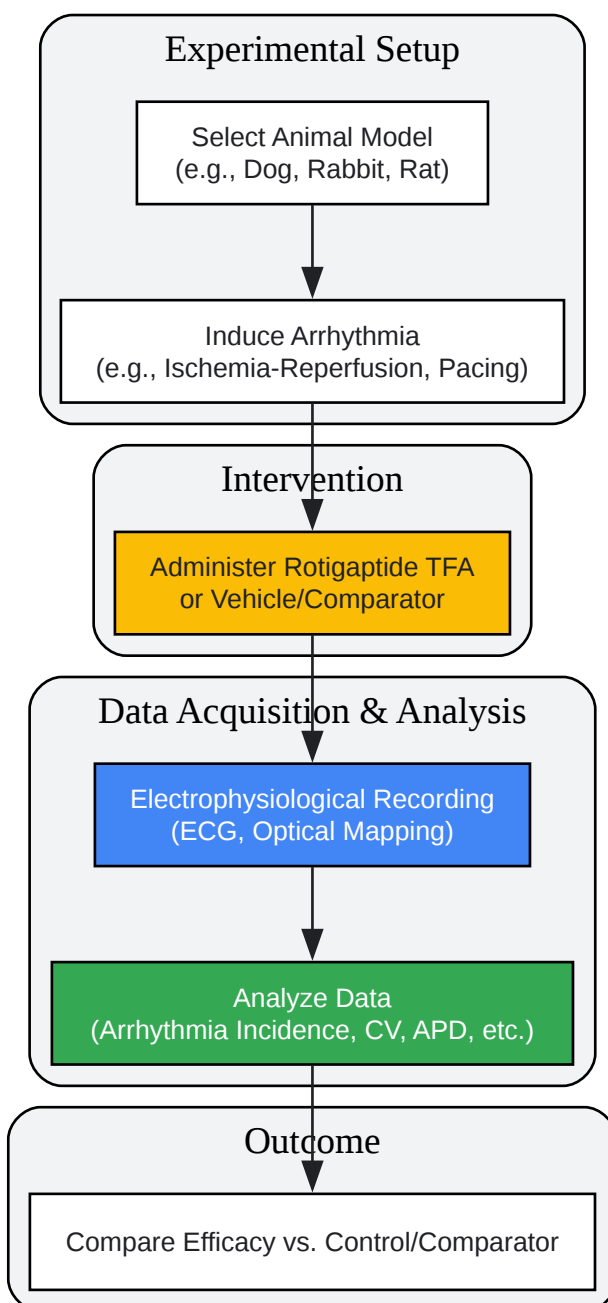 Experimental Setup
Select Animal Model
(e.g., Dog, Rabbit, Rat)
Induce Arrhythmia
(e.g., Ischemia-Reperfusion, Pacing)
Intervention
Administer Rotigaptide TFA
or Vehicle/Comparator
Data Acquisition & Analysis
Electrophysiological Recording
(ECG, Optical Mapping)
Analyze Data
(Arrhythmia Incidence, CV, APD, etc.)
Outcome
Compare Efficacy vs. Control/Comparator